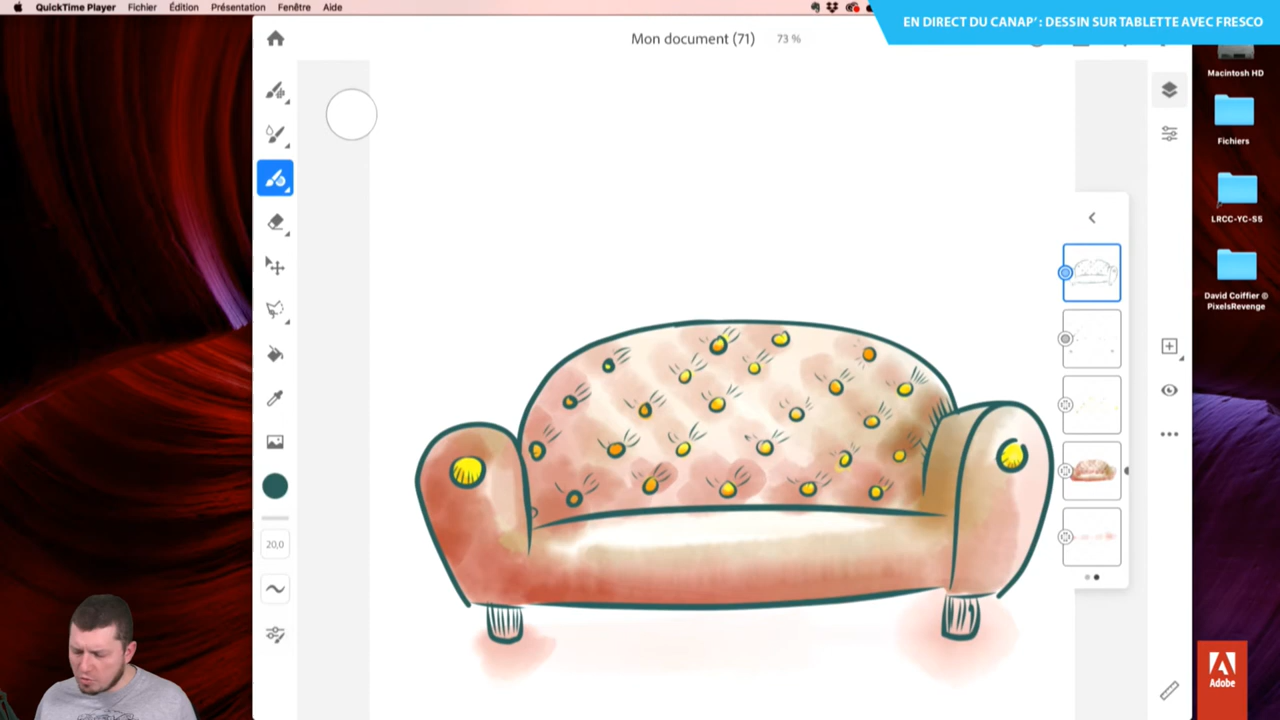 QuickTime Player Fichier Édition Présentation Fenêtre Aide
EN DIRECT DU CANAP' : DESSIN SUR TABLETTE AVEC FRESCO
Mon document (71) 73 %
Macintosh HD
Fichiers
LRCC-YC-S5
David Coiffier ©
PixelsRevenge
20,0
Adobe